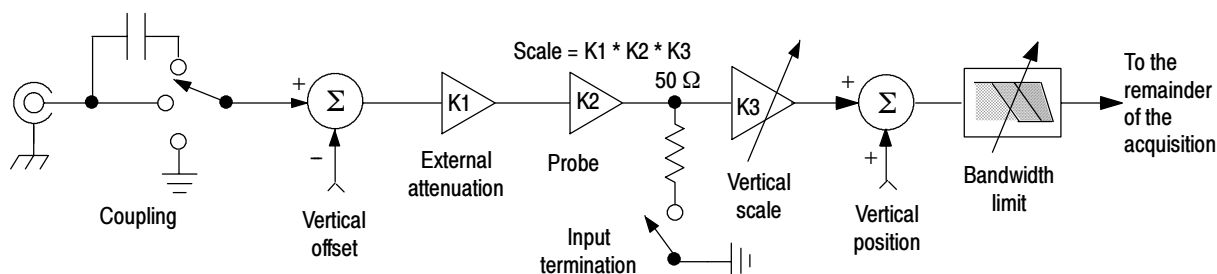 Scale = K1 * K2 * K3
50 Ω
To the
remainder
of the
acquisition
+
Σ
−
K1
K2
K3
+
Σ
+
Coupling
Vertical
offset
External
attenuation
Probe
Input
termination
Vertical
scale
Vertical
position
Bandwidth
limit